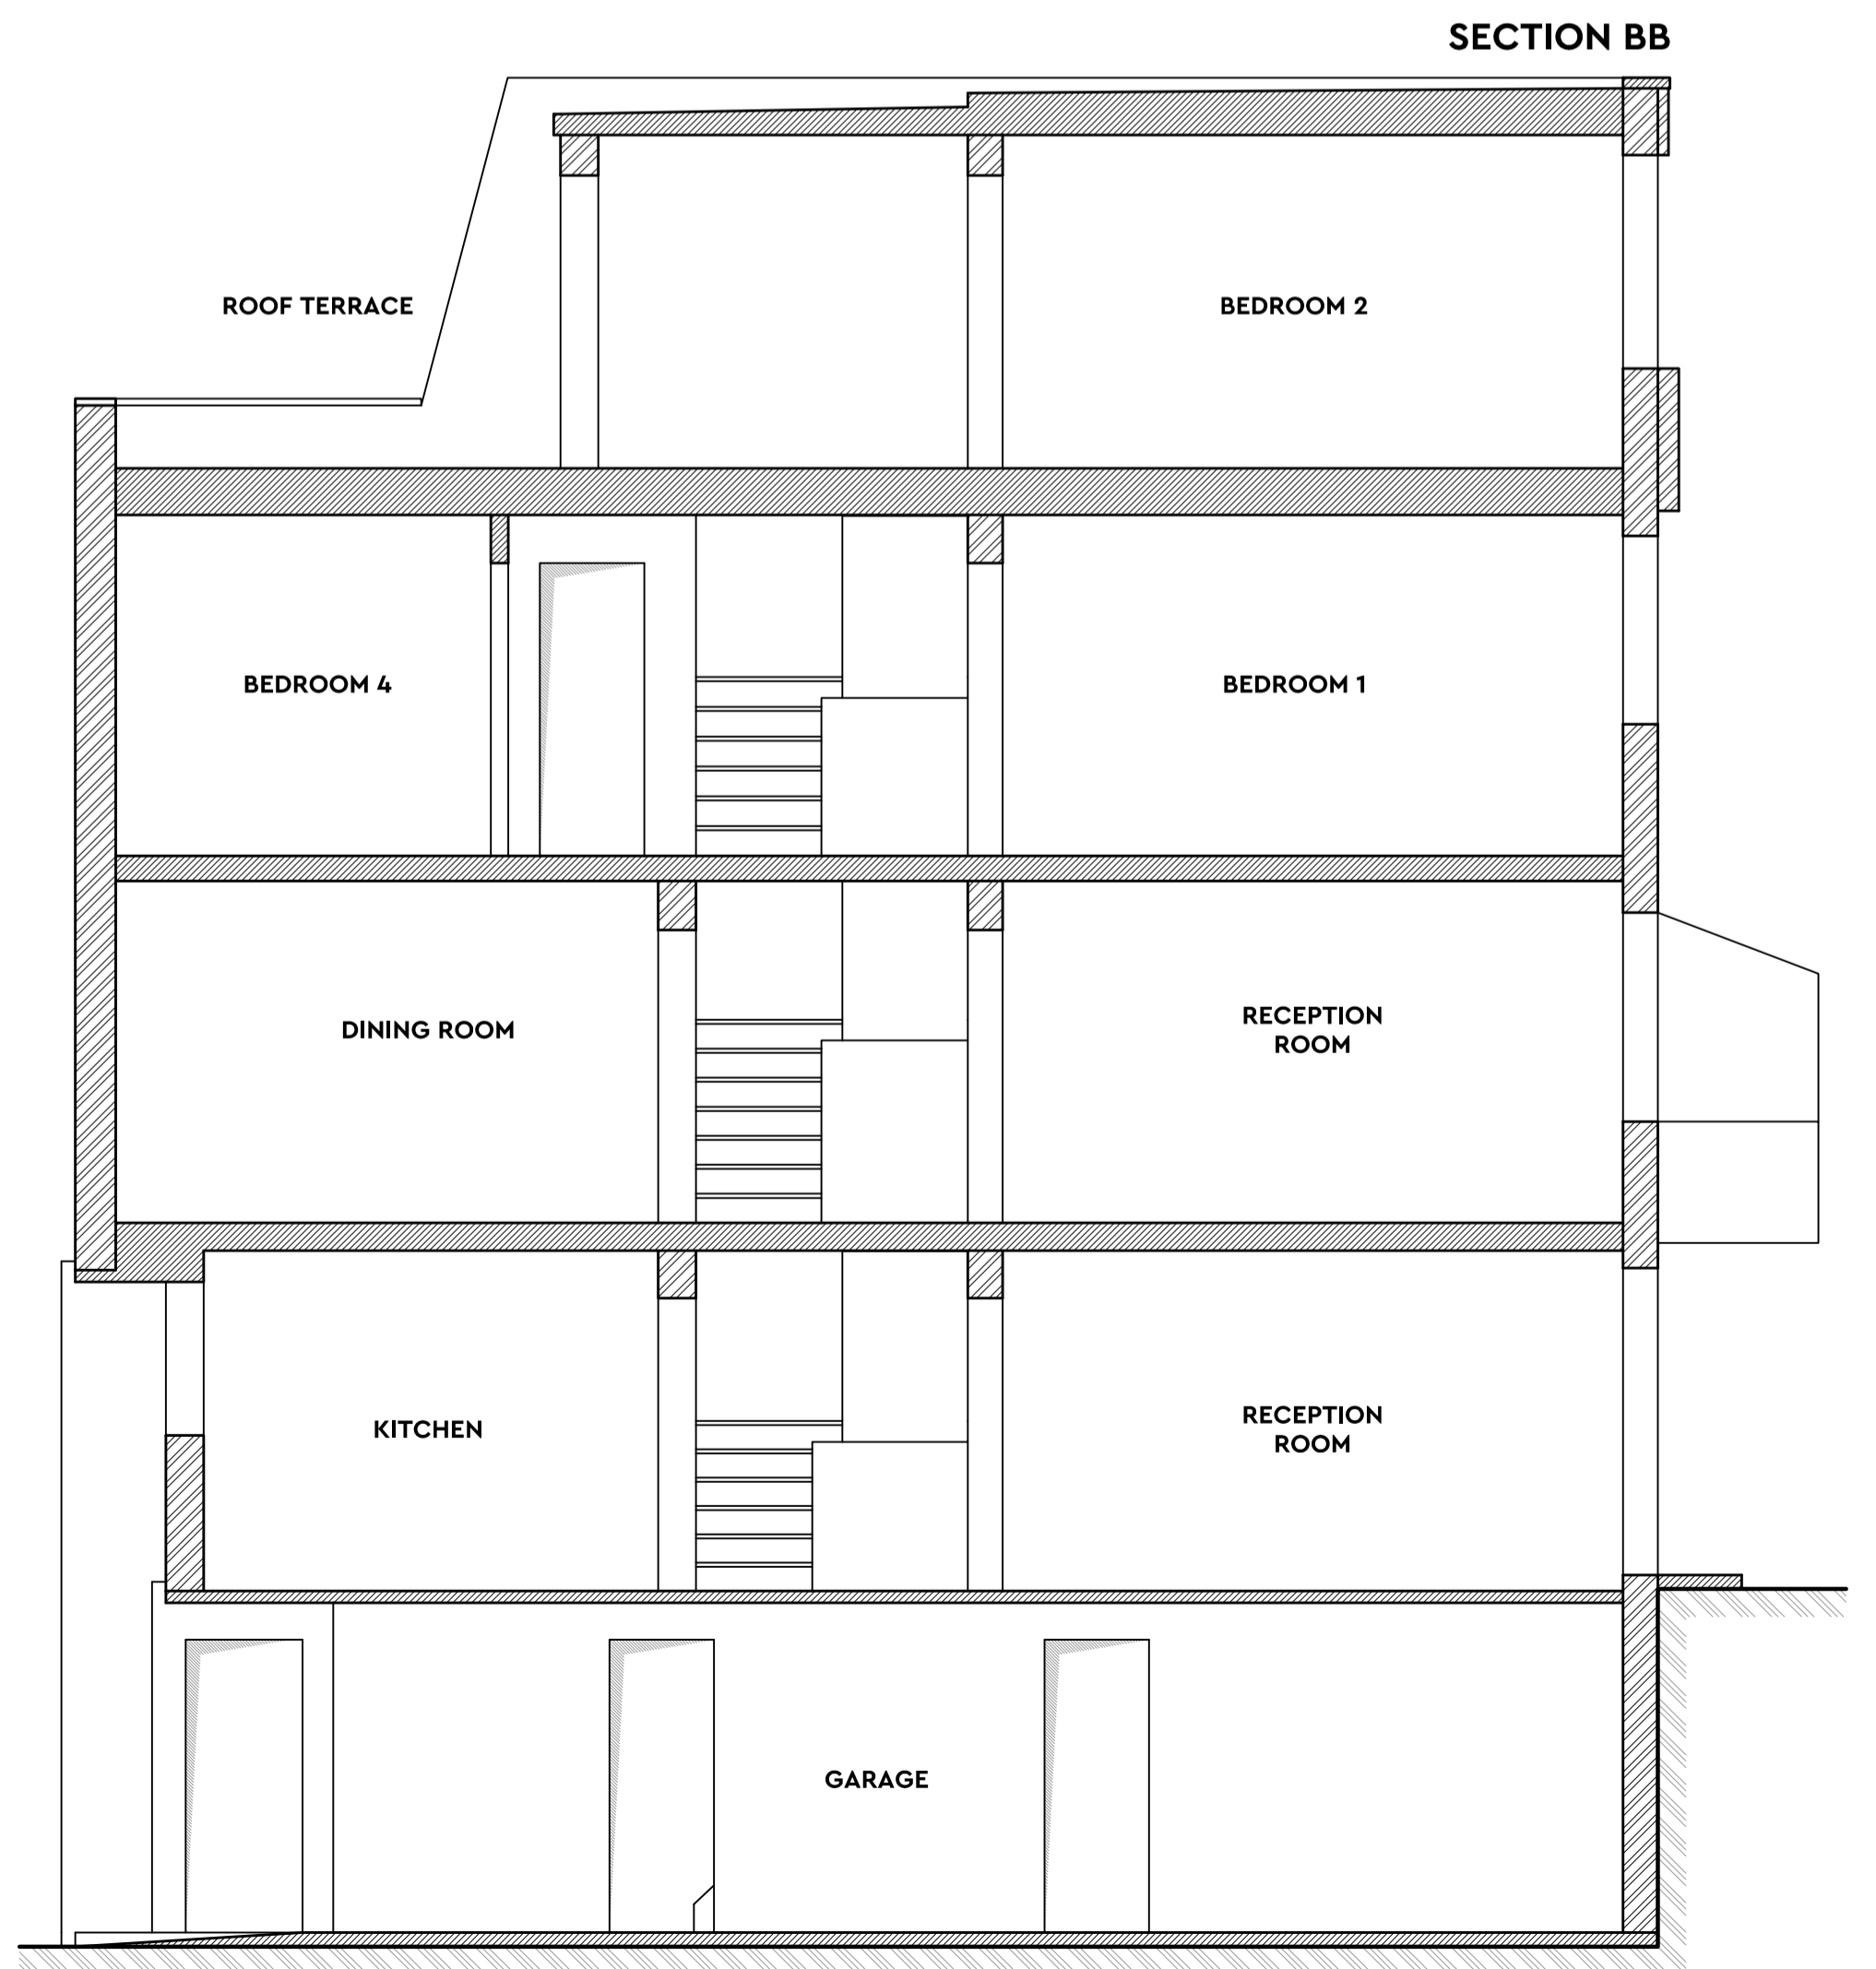 SECTION BB
ROOF TERRACE
BEDROOM 2
BEDROOM 4
BEDROOM 1
DINING ROOM
RECEPTION
ROOM
KITCHEN
RECEPTION
ROOM
GARAGE